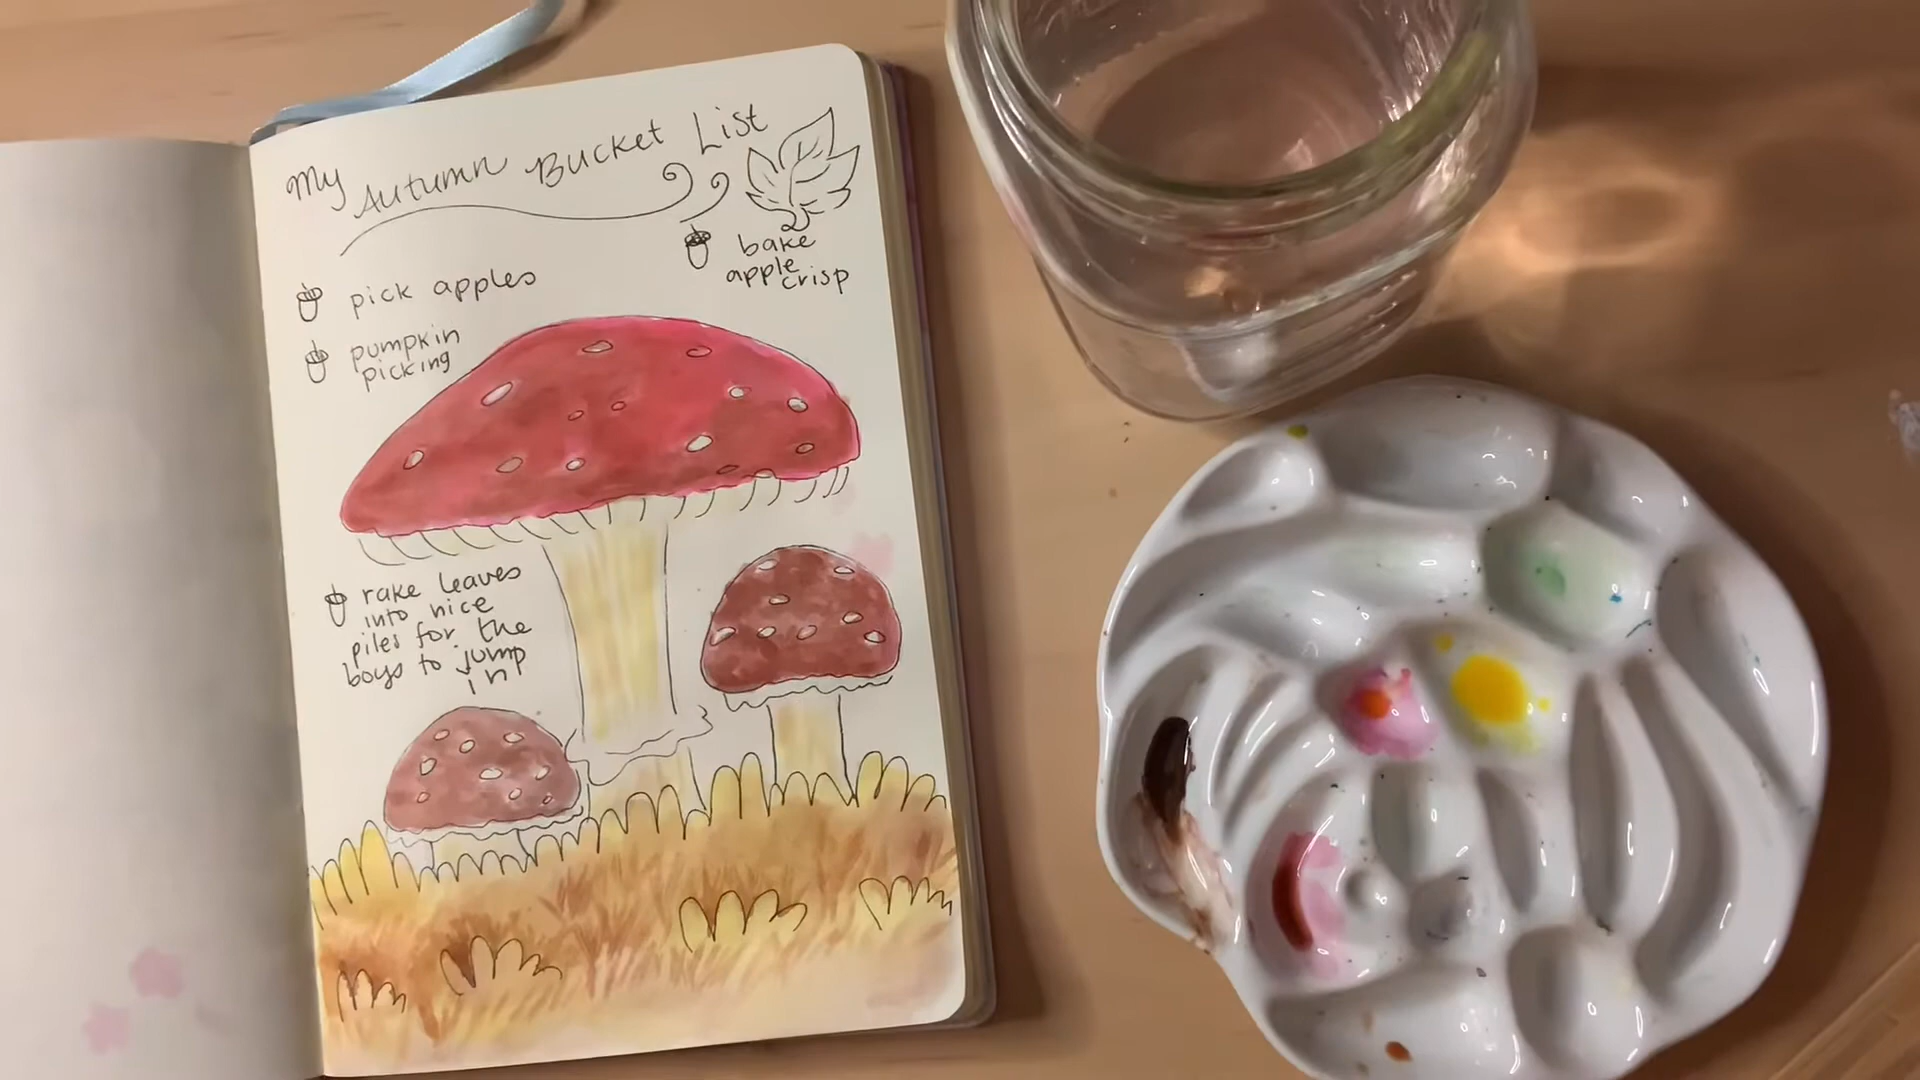 My Autumn Bucket List
pick apples
pumpkin
picking
bake
apple
crisp
rake leaves
into nice
piles for the
boys to jump
in!